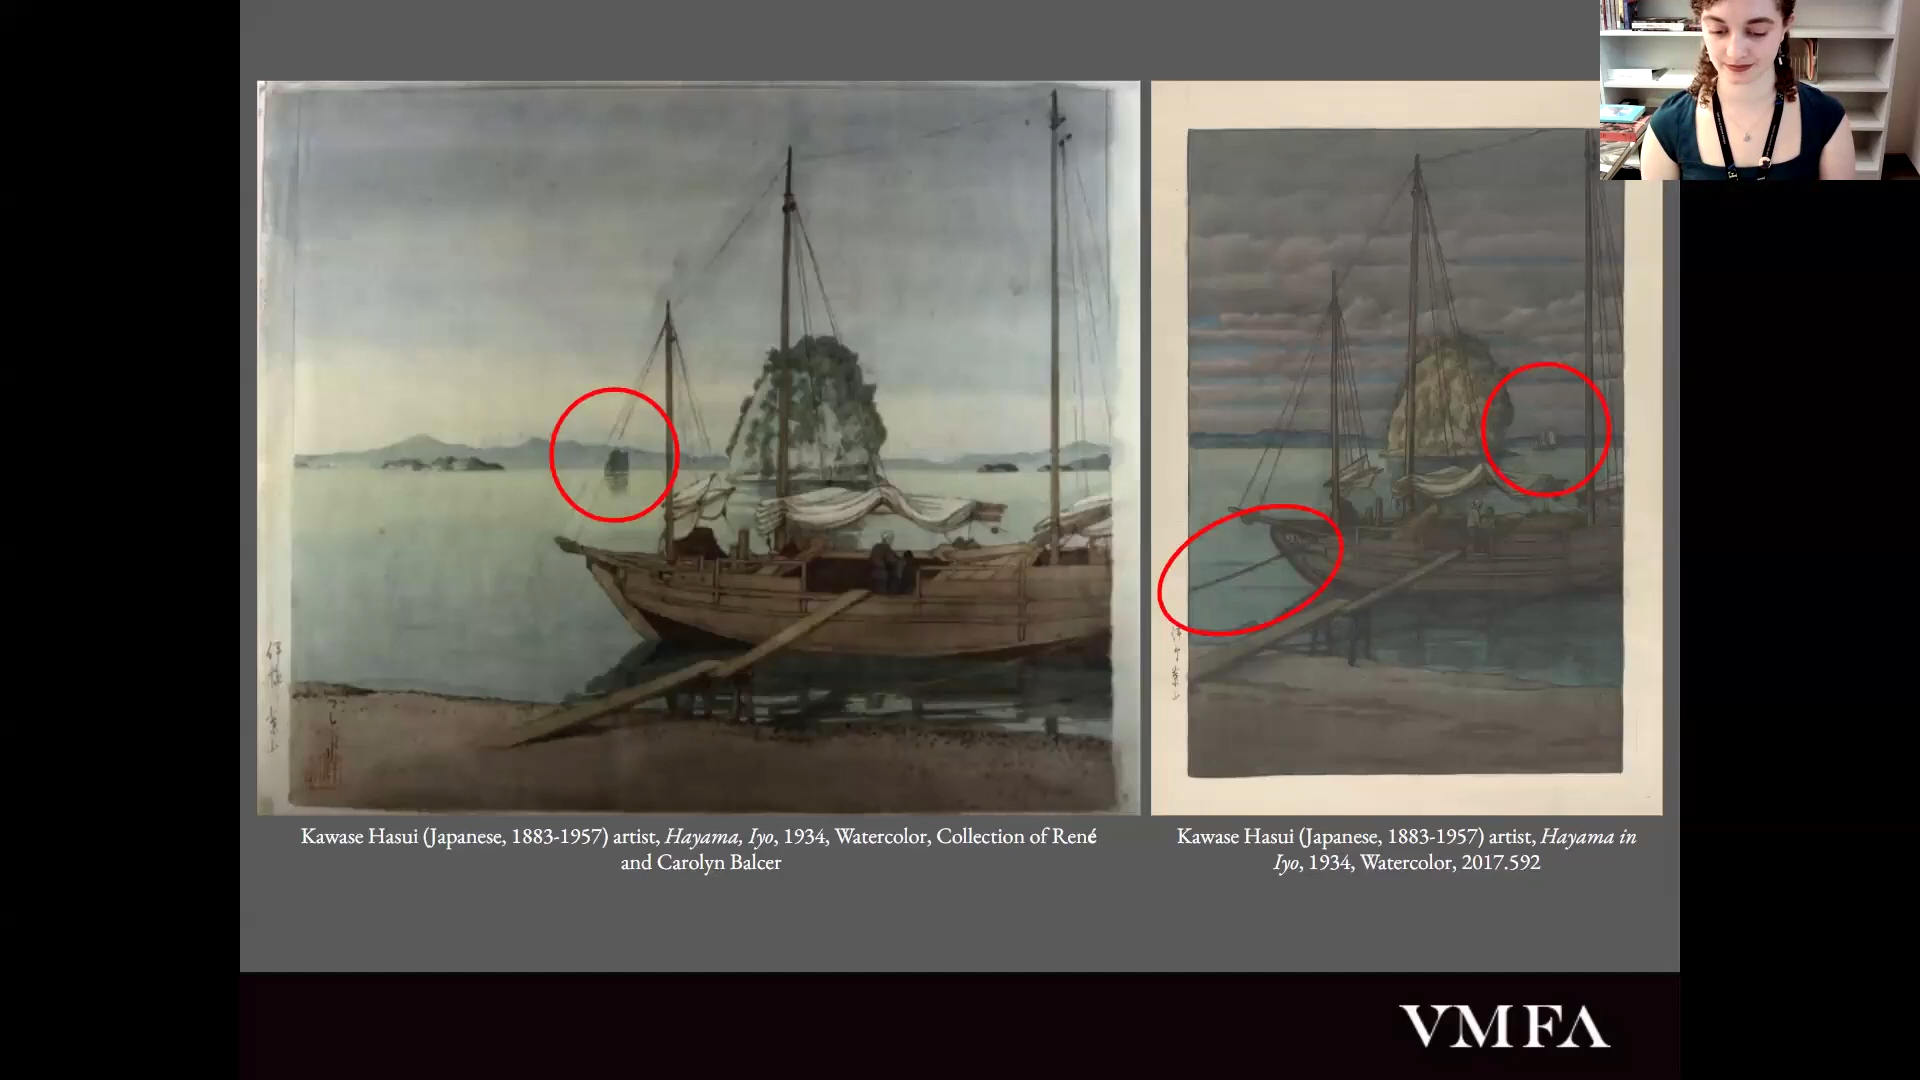 Kawase Hasui (Japanese, 1883-1957) artist, Hayama, Iyo, 1934, Watercolor, Collection of René
and Carolyn Balcer
Kawase Hasui (Japanese, 1883-1957) artist, Hayama in
Iyo, 1934, Watercolor, 2017.592
VMFA